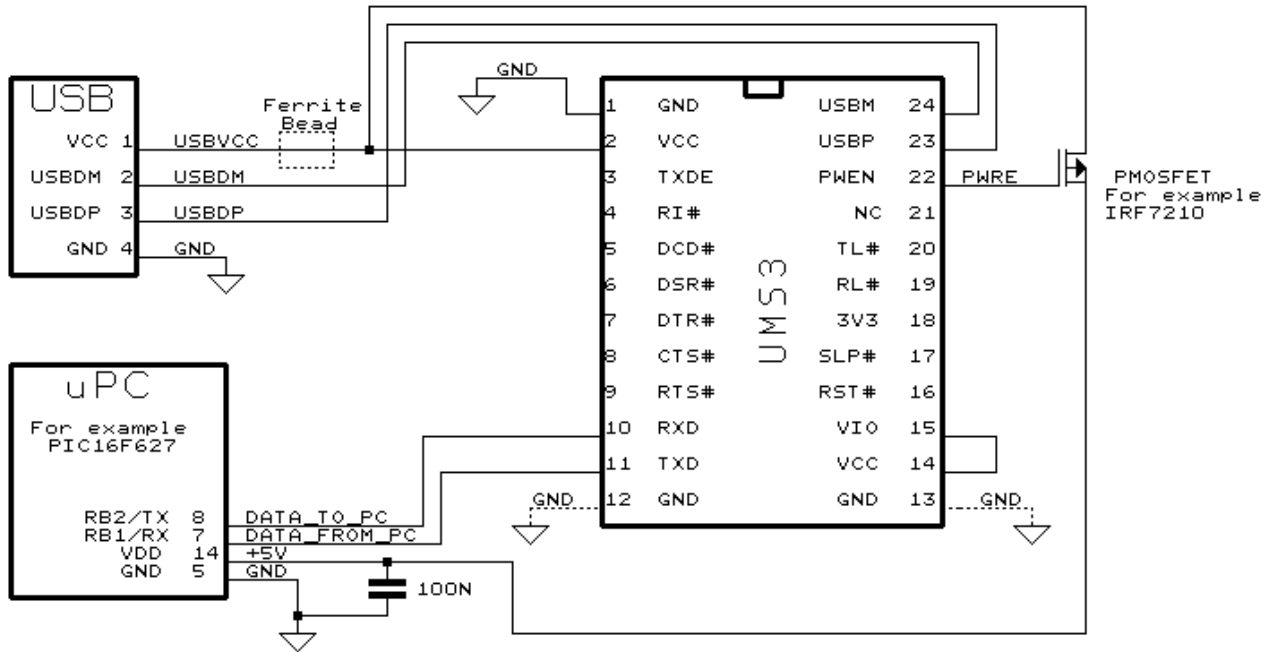 USB
VCC 1
USBDM 2
USBDP 3
GND 4
USBVCC
USBDM
USBDP
GND
Ferrite
Bead
GND
1 GND
2 VCC
3 TXDE
4 RI#
5 DCD#
6 DSR#
7 DTR#
8 CTS#
9 RTS#
10 RXD
11 TXD
12 GND
UMS3
USBM 24
USBP 23
PWEN 22
NC 21
TL# 20
RL# 19
3V3 18
SLP# 17
RST# 16
VIO 15
VCC 14
GND 13
PWRE
PMOSFET
For example
IRF7210
GND
GND
uPC
For example
PIC16F627
RB2/TX 8
RB1/RX 7
VDD 14
GND 5
DATA_TO_PC
DATA_FROM_PC
+5V
GND
100N